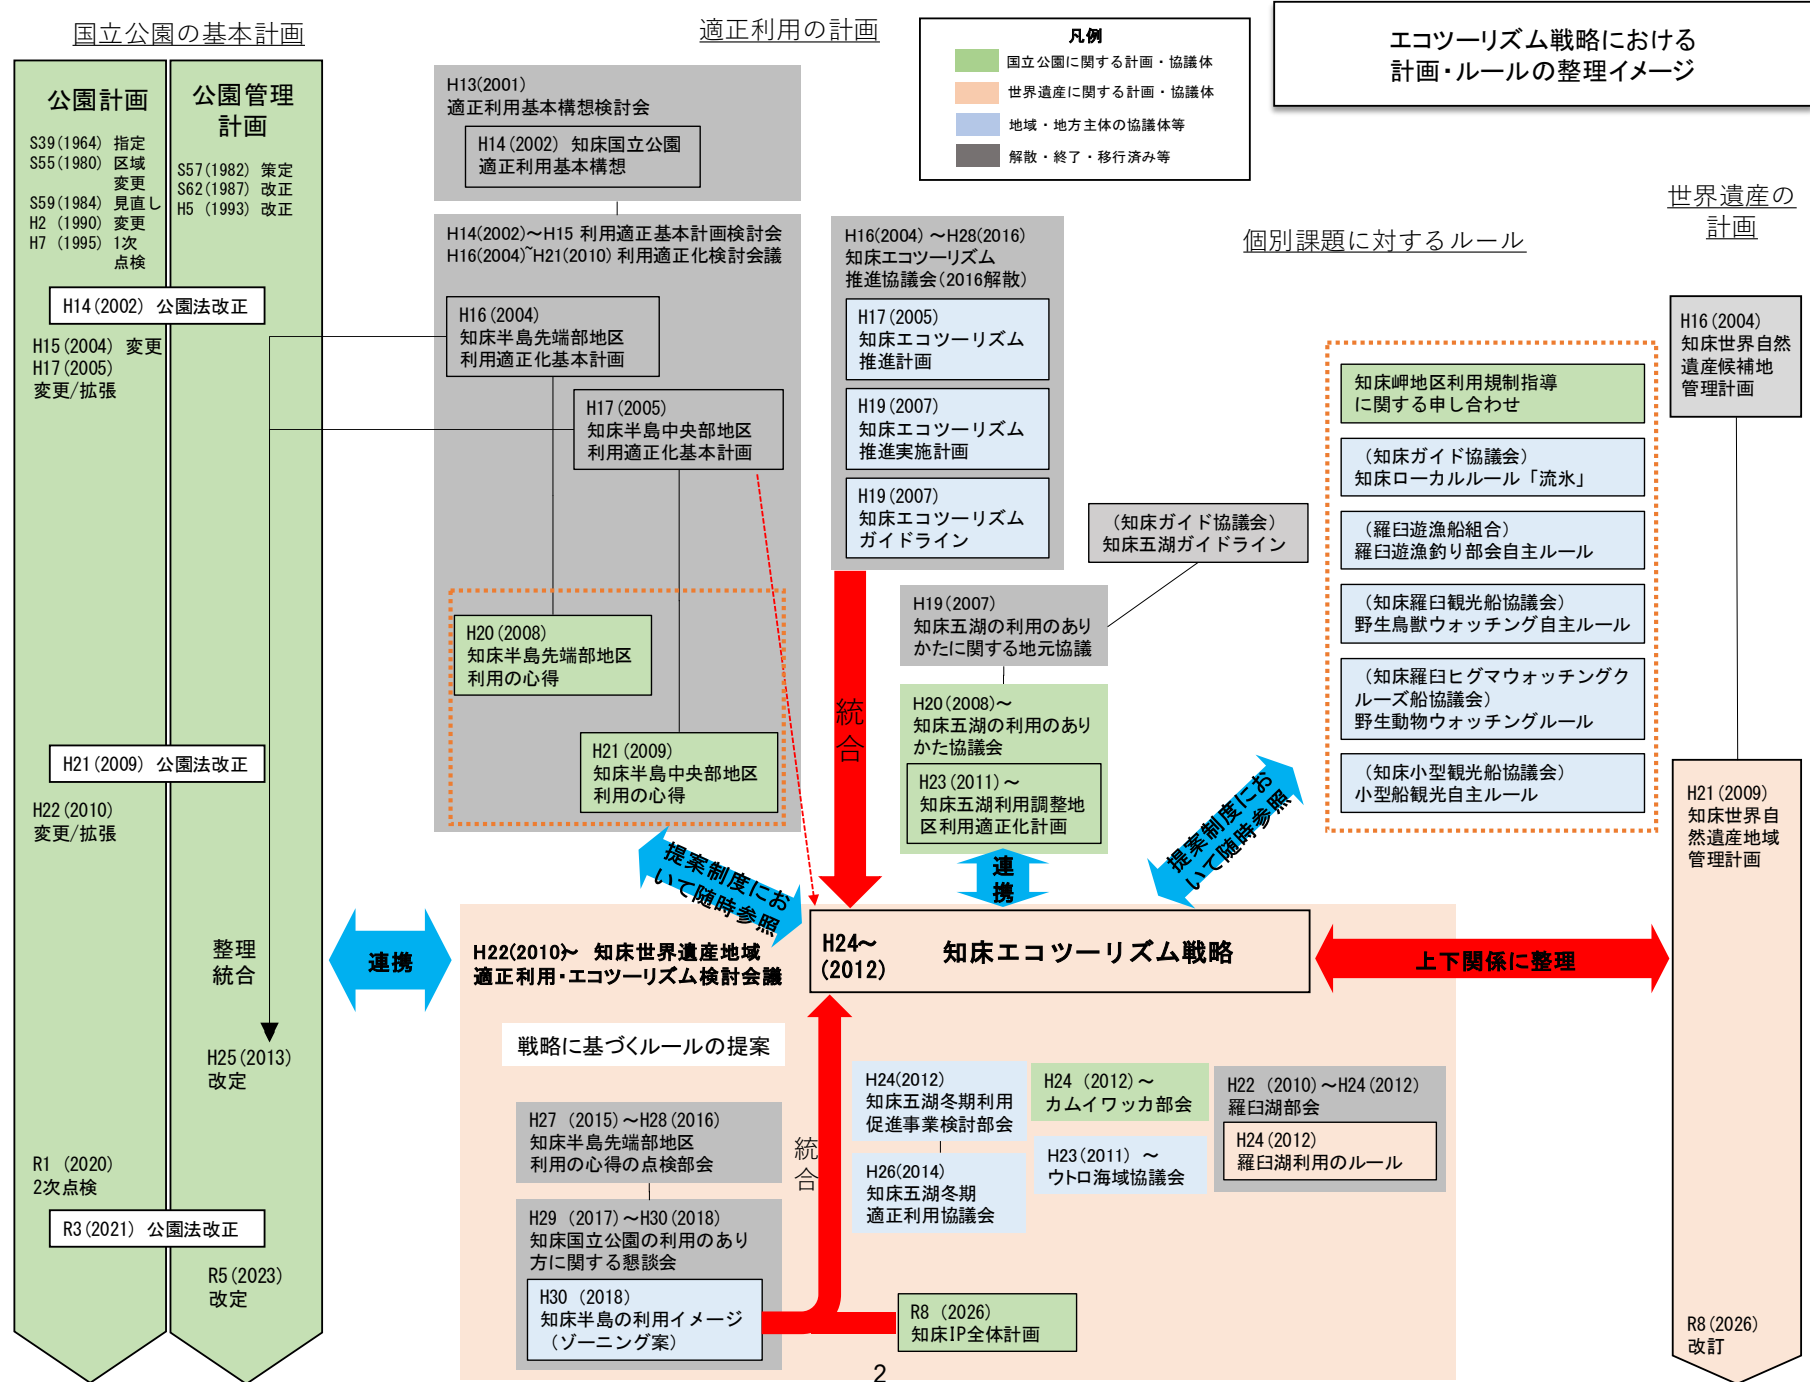 エコツーリズム戦略における
計画・ルールの整理イメージ
国立公園の基本計画
適正利用の計画
凡例
国立公園に関する計画・協議体
世界遺産に関する計画・協議体
地域・地方主体の協議体等
解散・終了・移行済み等
公園計画
S39(1964) 指定
S55(1980) 区域
変更
S59(1984) 見直し
H2 (1990) 変更
H7 (1995) 1次
点検
公園管理
計画
S57(1982) 策定
S62(1987) 改正
H5 (1993) 改正
H14(2002) 公園法改正
H15(2004) 変更
H17(2005)
変更/拡張
H21(2009) 公園法改正
H22(2010)
変更/拡張
整理
統合
H25(2013)
改定
R1 (2020)
2次点検
R3(2021) 公園法改正
R5(2023)
改定
H13(2001)
適正利用基本構想検討会
H14(2002) 知床国立公園
適正利用基本構想
H14(2002)～H15 利用適正基本計画検討会
H16(2004)~H21(2010) 利用適正化検討会議
H16(2004)
知床半島先端部地区
利用適正化基本計画
H17(2005)
知床半島中央部地区
利用適正化基本計画
H20(2008)
知床半島先端部地区
利用の心得
H21(2009)
知床半島中央部地区
利用の心得
H16(2004) ～H28(2016)
知床エコツーリズム
推進協議会(2016解散)
H17(2005)
知床エコツーリズム
推進計画
H19(2007)
知床エコツーリズム
推進実施計画
H19(2007)
知床エコツーリズム
ガイドライン
統
合
（知床ガイド協議会）
知床五湖ガイドライン
H19(2007)
知床五湖の利用のあり
かたに関する地元協議
H20(2008)～
知床五湖の利用のあり
かた協議会
H23(2011)～
知床五湖利用調整地
区利用適正化計画
連
携
個別課題に対するルール
知床岬地区利用規制指導
に関する申し合わせ
（知床ガイド協議会）
知床ローカルルール「流氷」
（羅臼遊漁船組合）
羅臼遊漁釣り部会自主ルール
（知床羅臼観光船協議会）
野生鳥獣ウォッチング自主ルール
（知床羅臼ヒグマウォッチングク
ルーズ船協議会）
野生動物ウォッチングルール
（知床小型観光船協議会）
小型船観光自主ルール
世界遺産の
計画
H16(2004)
知床世界自然
遺産候補地
管理計画
H21(2009)
知床世界自
然遺産地域
管理計画
R8(2026)
改訂
提案制度にお
いて随時参照
提案制度にお
いて随時参照
連携
H22(2010)～ 知床世界遺産地域
適正利用・エコツーリズム検討会議
H24～
(2012)
知床エコツーリズム戦略
上下関係に整理
戦略に基づくルールの提案
H27 (2015)～H28(2016)
知床半島先端部地区
利用の心得の点検部会
H29 (2017)～H30(2018)
知床国立公園の利用のあり
方に関する懇談会
H30 (2018)
知床半島の利用イメージ
（ゾーニング案）
統
合
H24(2012)
知床五湖冬期利用
促進事業検討部会
H26(2014)
知床五湖冬期
適正利用協議会
H24 (2012)～
カムイワッカ部会
H23(2011) ～
ウトロ海域協議会
H22 (2010)～H24(2012)
羅臼湖部会
H24(2012)
羅臼湖利用のルール
R8 (2026)
知床IP全体計画
2